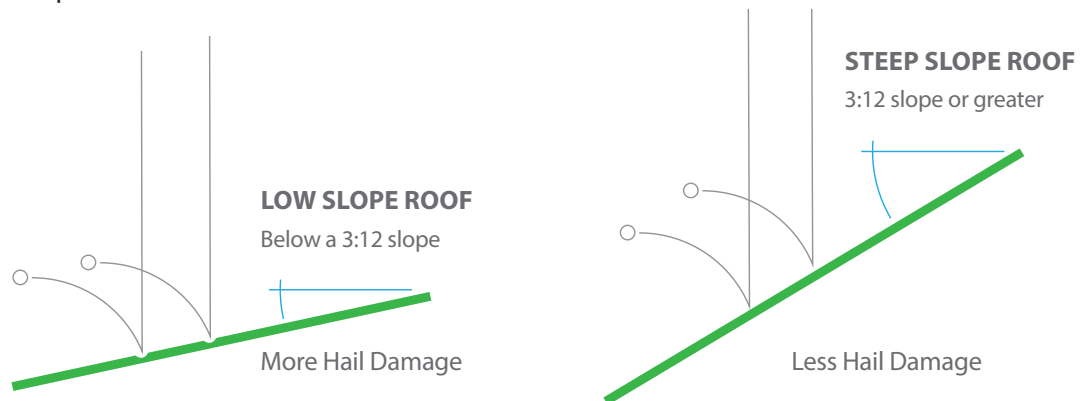 LOW SLOPE ROOF
Below a 3:12 slope
More Hail Damage
STEEP SLOPE ROOF
3:12 slope or greater
Less Hail Damage